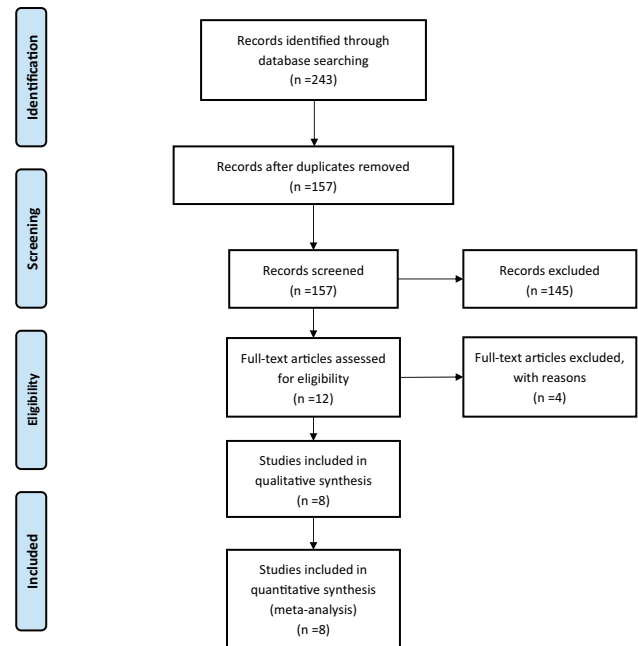 Identification
Records identified through
database searching
(n =243)
Records after duplicates removed
(n =157)
Screening
Records screened
(n =157)
Records excluded
(n =145)
Eligibility
Full-text articles assessed
for eligibility
(n =12)
Full-text articles excluded,
with reasons
(n =4)
Studies included in
qualitative synthesis
(n =8)
Included
Studies included in
quantitative synthesis
(meta-analysis)
(n =8)